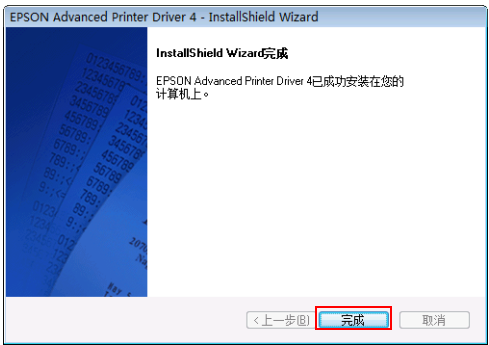 EPSON Advanced Printer Driver 4 - InstallShield Wizard
InstallShield Wizard完成
EPSON Advanced Printer Driver 4已成功安装在您的
计算机上。
<上一步(B)
完成
取消